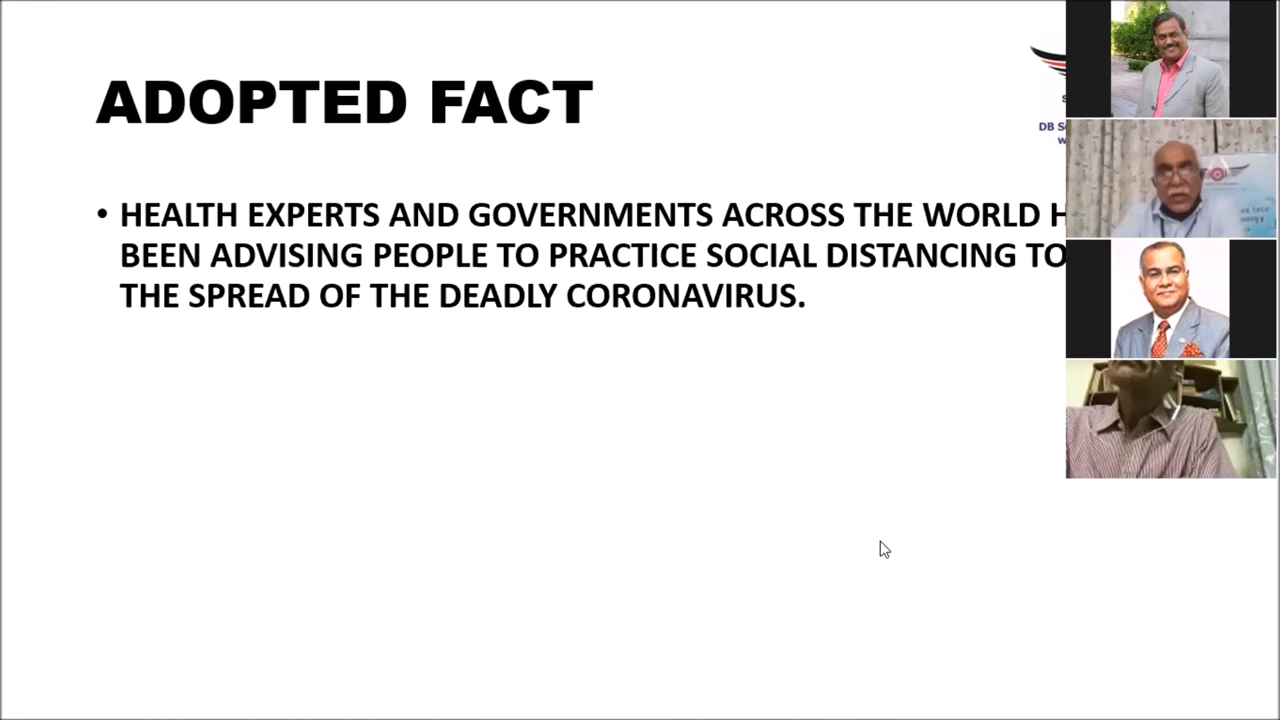 ADOPTED FACT
• HEALTH EXPERTS AND GOVERNMENTS ACROSS THE WORLD H
BEEN ADVISING PEOPLE TO PRACTICE SOCIAL DISTANCING TO
THE SPREAD OF THE DEADLY CORONAVIRUS.
DB